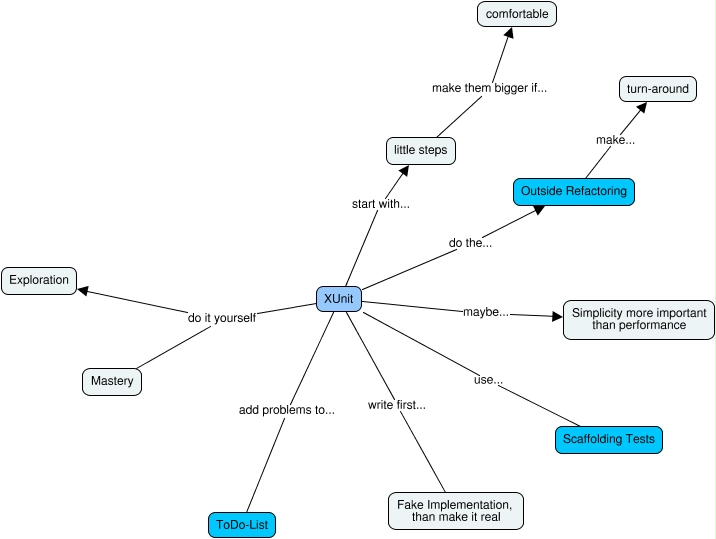 comfortable
make them bigger if...
turn-around
make...
little steps
Outside Refactoring
start with...
do the...
Exploration
XUnit
do it yourself
maybe...
Simplicity more important
than performance
Mastery
use...
add problems to...
write first...
Scaffolding Tests
Fake Implementation,
than make it real
ToDo-List